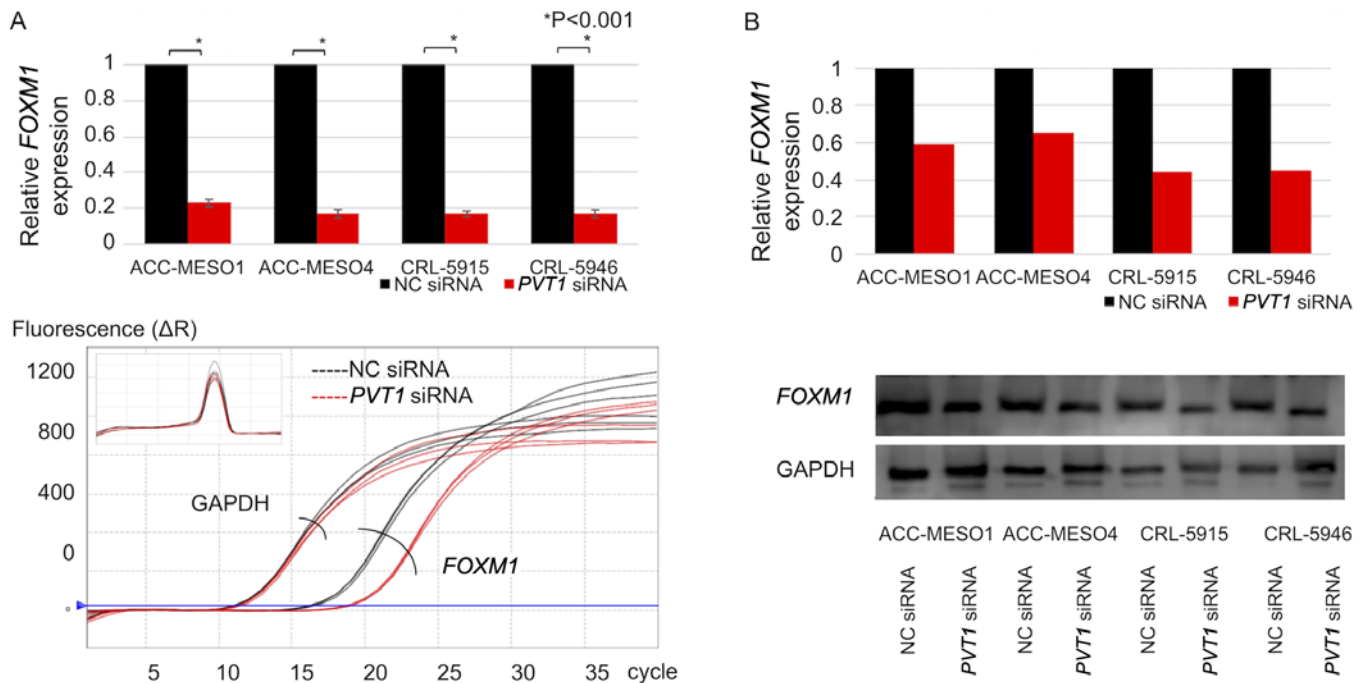 A
*P<0.001
* * * *
Relative FOXM1
expression
1
0.8
0.6
0.4
0.2
0
ACC-MESO1 ACC-MESO4 CRL-5915 CRL-5946
NC siRNA PVT1 siRNA
Fluorescence (ΔR)
1200
800
400
0
NC siRNA
PVT1 siRNA
GAPDH
FOXM1
5 10 15 20 25 30 35 cycle
B
Relative FOXM1
expression
1
0.8
0.6
0.4
0.2
0
ACC-MESO1 ACC-MESO4 CRL-5915 CRL-5946
NC siRNA PVT1 siRNA
FOXM1
GAPDH
ACC-MESO1 ACC-MESO4 CRL-5915 CRL-5946
NC siRNA
PVT1 siRNA
NC siRNA
PVT1 siRNA
NC siRNA
PVT1 siRNA
NC siRNA
PVT1 siRNA